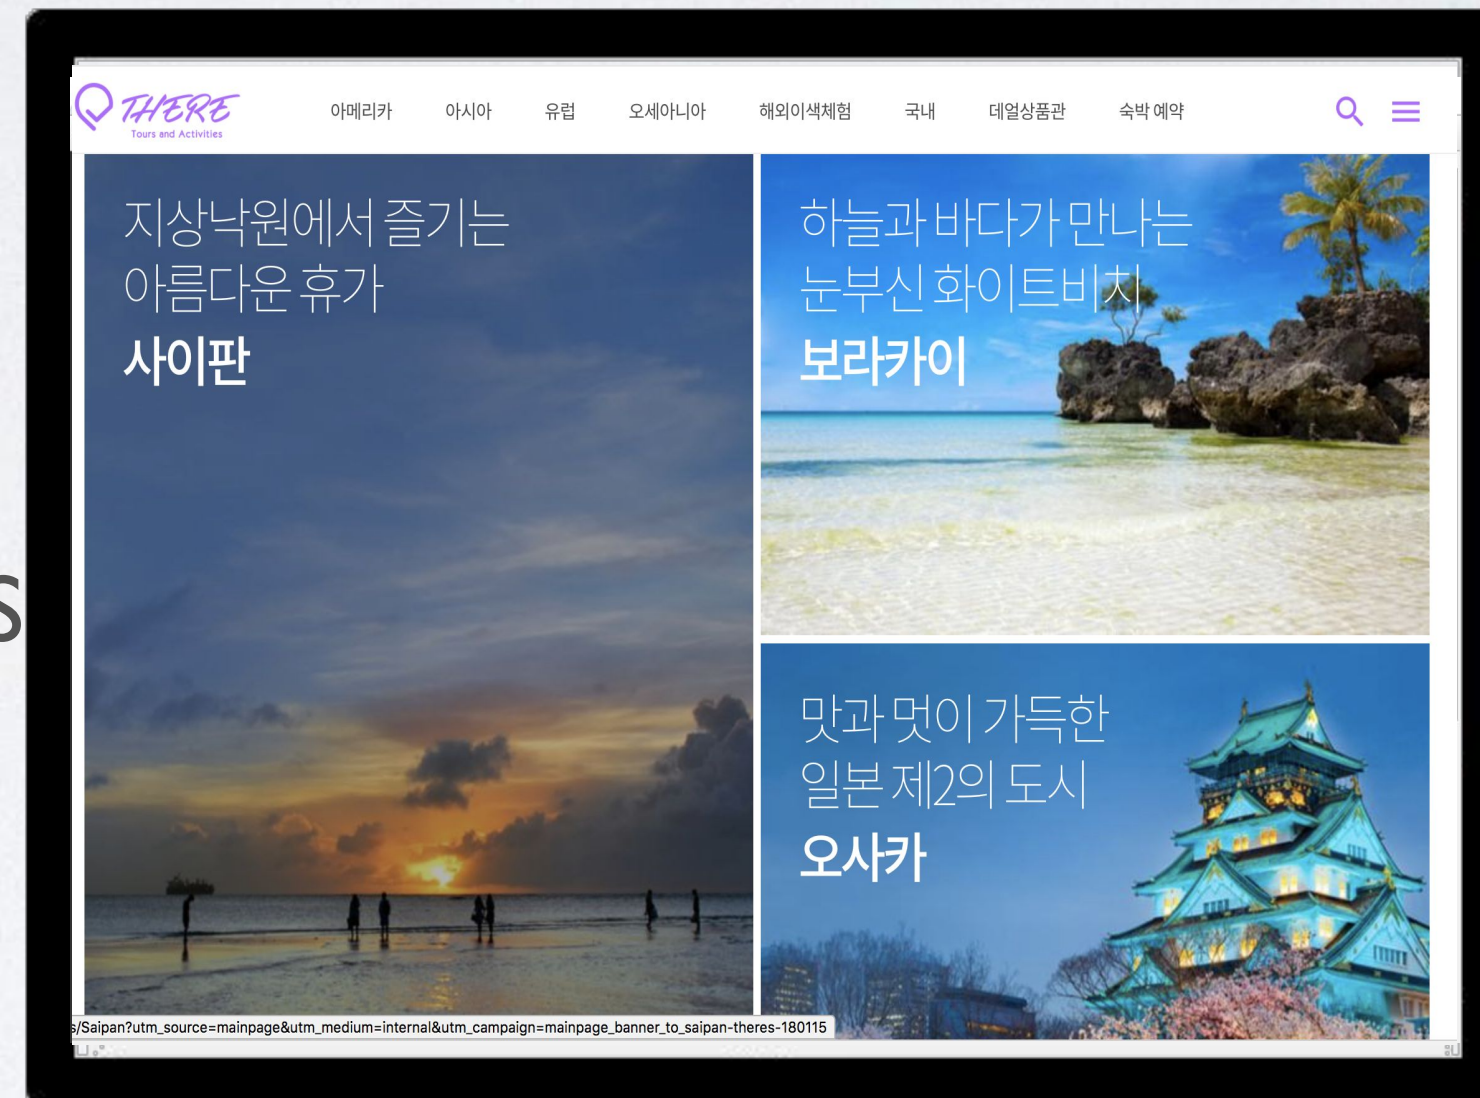 THERE
Tours and Activities
아메리카 아시아 유럽 오세아니아 해외이색체험 국내 데얼상품관 숙박 예약
지상낙원에서 즐기는
아름다운 휴가
사이판
하늘과 바다가 만나는
눈부신 화이트비치
보라카이
맛과 멋이 가득한
일본 제2의 도시
오사카
s/Saipan?utm_source=mainpage&utm_medium=internal&utm_campaign=mainpage_banner_to_saipan-theres-180115
S